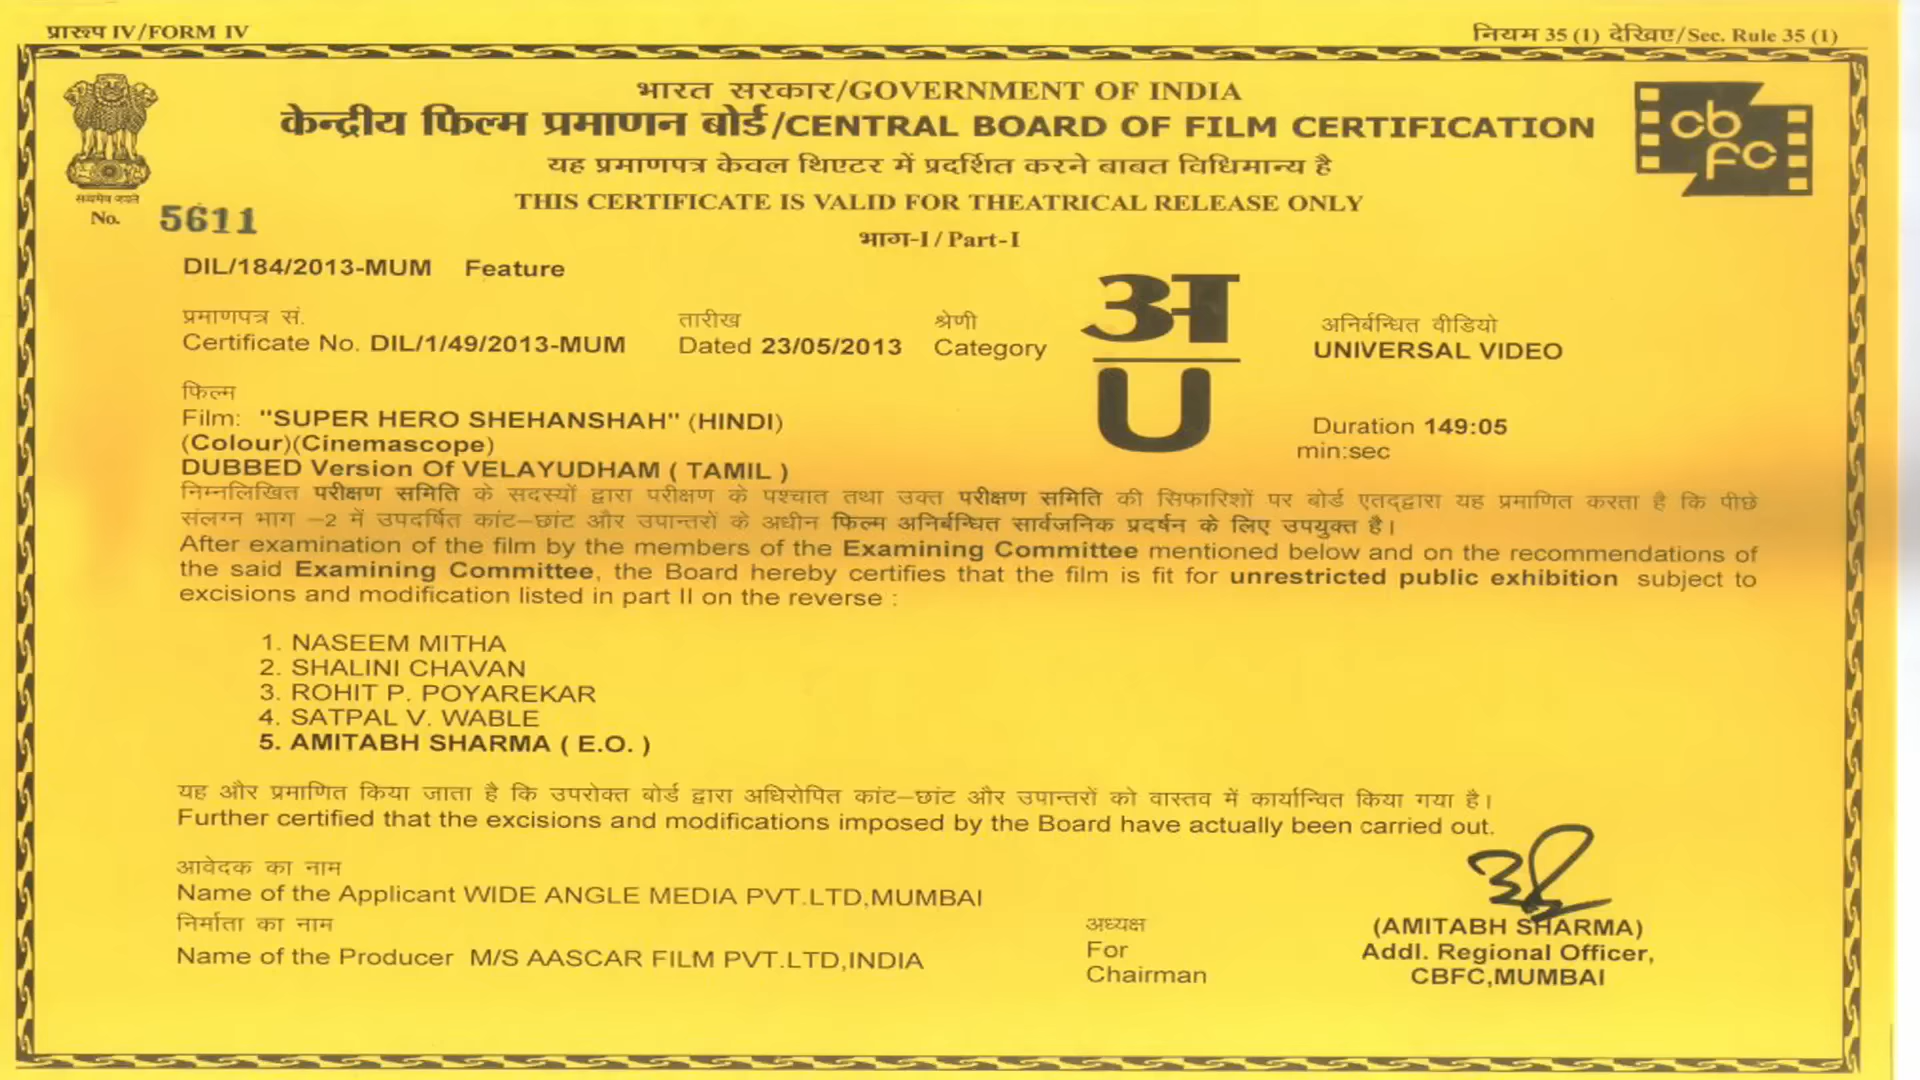 प्रारूप IV/FORM IV
नियम 35 (1) देखिए/Sec. Rule 35 (1)
भारत सरकार/GOVERNMENT OF INDIA
केन्द्रीय फिल्म प्रमाणन बोर्ड/CENTRAL BOARD OF FILM CERTIFICATION
cbfc
यह प्रमाणपत्र केवल थिएटर में प्रदर्शित करने बाबत विधिमान्य है
सत्यमेव जयते
THIS CERTIFICATE IS VALID FOR THEATRICAL RELEASE ONLY
No. 5611
भाग-I / Part-I
DIL/184/2013-MUM Feature
प्रमाणपत्र सं. तारीख श्रेणी अ अनिर्बन्धित वीडियो
Certificate No. DIL/1/49/2013-MUM Dated 23/05/2013 Category U UNIVERSAL VIDEO
फिल्म
Film: "SUPER HERO SHEHANSHAH" (HINDI) Duration 149:05
(Colour)(Cinemascope) min:sec
DUBBED Version Of VELAYUDHAM ( TAMIL )
निम्नलिखित परीक्षण समिति के सदस्यों द्वारा परीक्षण के पश्चात तथा उक्त परीक्षण समिति की सिफारिशों पर बोर्ड एतद्द्वारा यह प्रमाणित करता है कि पीछे
संलग्न भाग –2 में उपदर्षित कांट–छांट और उपान्तरों के अधीन फिल्म अनिर्बन्धित सार्वजनिक प्रदर्षन के लिए उपयुक्त है।
After examination of the film by the members of the Examining Committee mentioned below and on the recommendations of
the said Examining Committee, the Board hereby certifies that the film is fit for unrestricted public exhibition subject to
excisions and modification listed in part II on the reverse :
1. NASEEM MITHA
2. SHALINI CHAVAN
3. ROHIT P. POYAREKAR
4. SATPAL V. WABLE
5. AMITABH SHARMA ( E.O. )
यह और प्रमाणित किया जाता है कि उपरोक्त बोर्ड द्वारा अधिरोपित कांट–छांट और उपान्तरों को वास्तव में कार्यान्वित किया गया है।
Further certified that the excisions and modifications imposed by the Board have actually been carried out.
आवेदक का नाम
Name of the Applicant WIDE ANGLE MEDIA PVT.LTD,MUMBAI
निर्माता का नाम
Name of the Producer M/S AASCAR FILM PVT.LTD,INDIA
अध्यक्ष
For
Chairman
(AMITABH SHARMA)
Addl. Regional Officer,
CBFC,MUMBAI